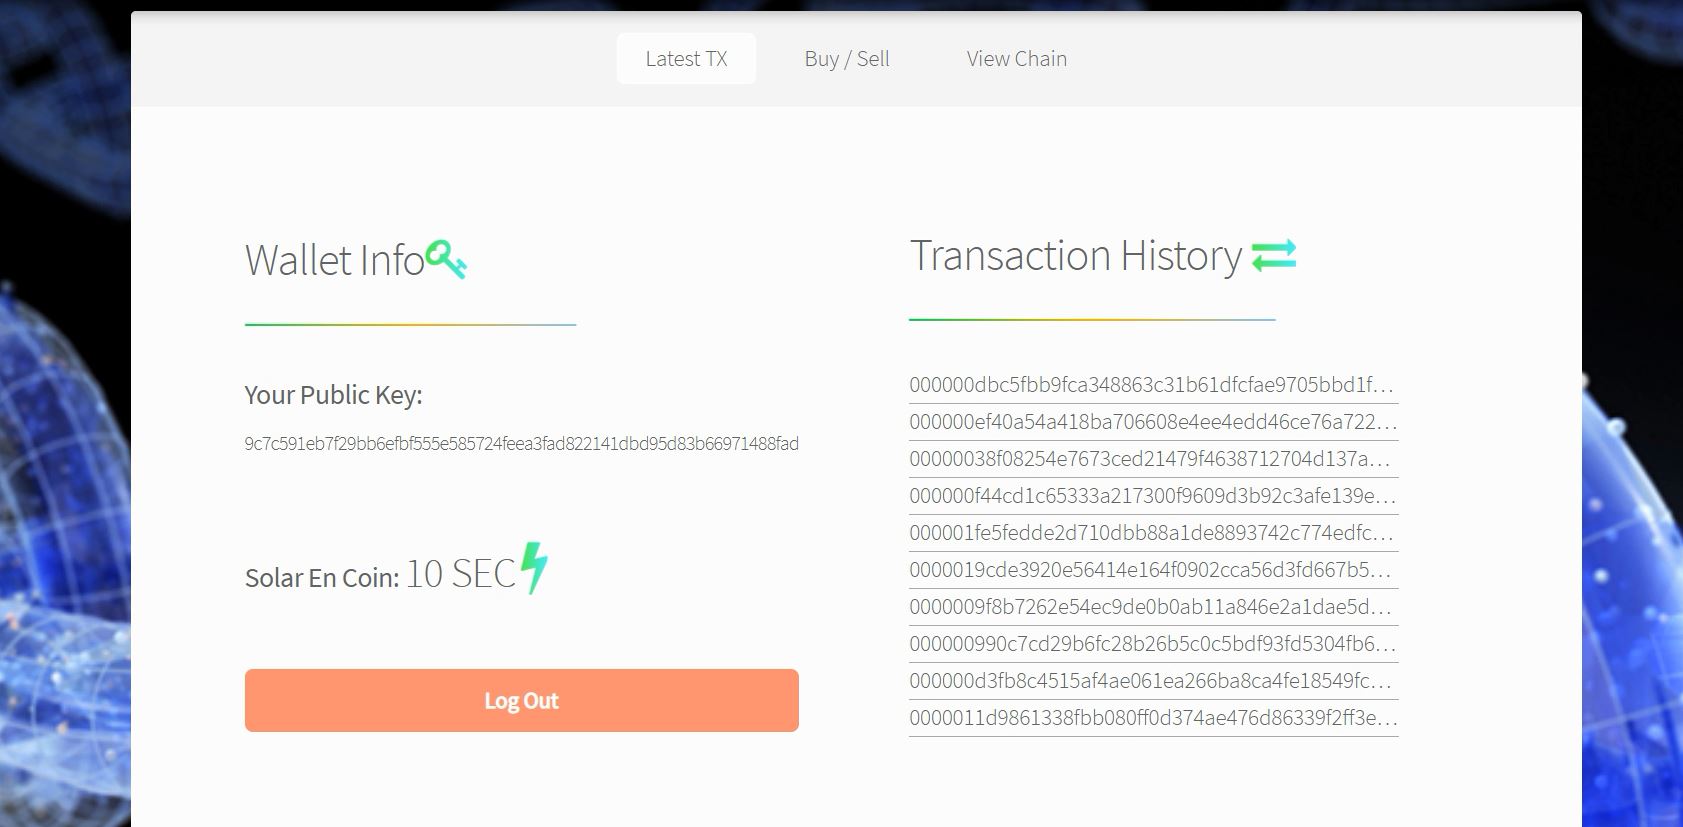 Latest TX
Buy / Sell
View Chain
Wallet Info
Your Public Key:
9c7c591eb7f29bb6efbf555e585724feea3fad822141dbd95d83b66971488fad
Solar En Coin: 10 SEC
Log Out
Transaction History
000000dbc5fbb9fca348863c31b61dfcfae9705bbd1f...
000000ef40a54a418ba706608e4ee4edd46ce76a722...
00000038f08254e7673ced21479f4638712704d137a...
000000f44cd1c65333a217300f9609d3b92c3afe139e...
000001fe5fedde2d710dbb88a1de8893742c774edfc...
0000019cde3920e56414e164f0902cca56d3fd667b5...
0000009f8b7262e54ec9de0b0ab11a846e2a1dae5d...
000000990c7cd29b6fc28b26b5c0c5bdf93fd5304fb6...
000000d3fb8c4515af4ae061ea266ba8ca4fe18549fc...
0000011d9861338fbb080ff0d374ae476d86339f2ff3e...